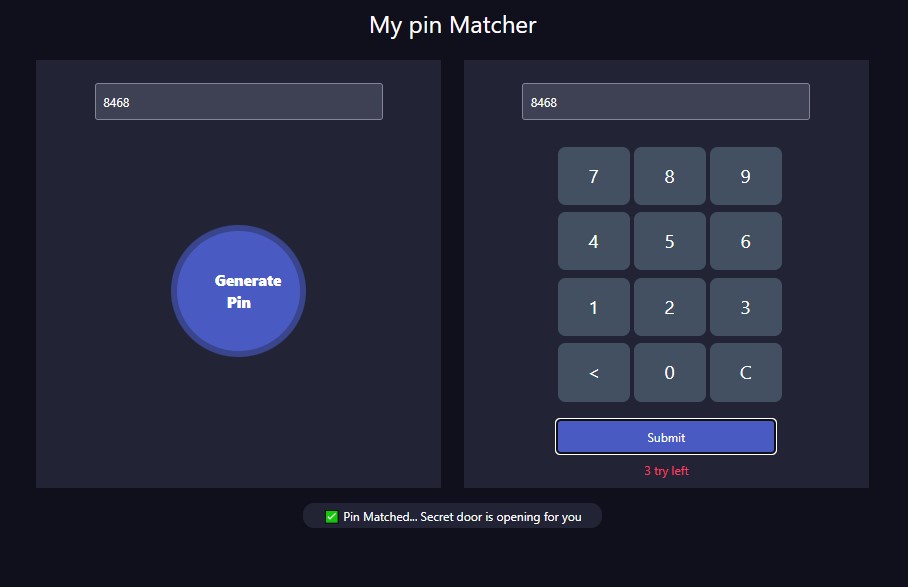 My pin Matcher
8468
Generate
Pin
8468
7 8 9
4 5 6
1 2 3
< 0 C
Submit
3 try left
✅ Pin Matched... Secret door is opening for you